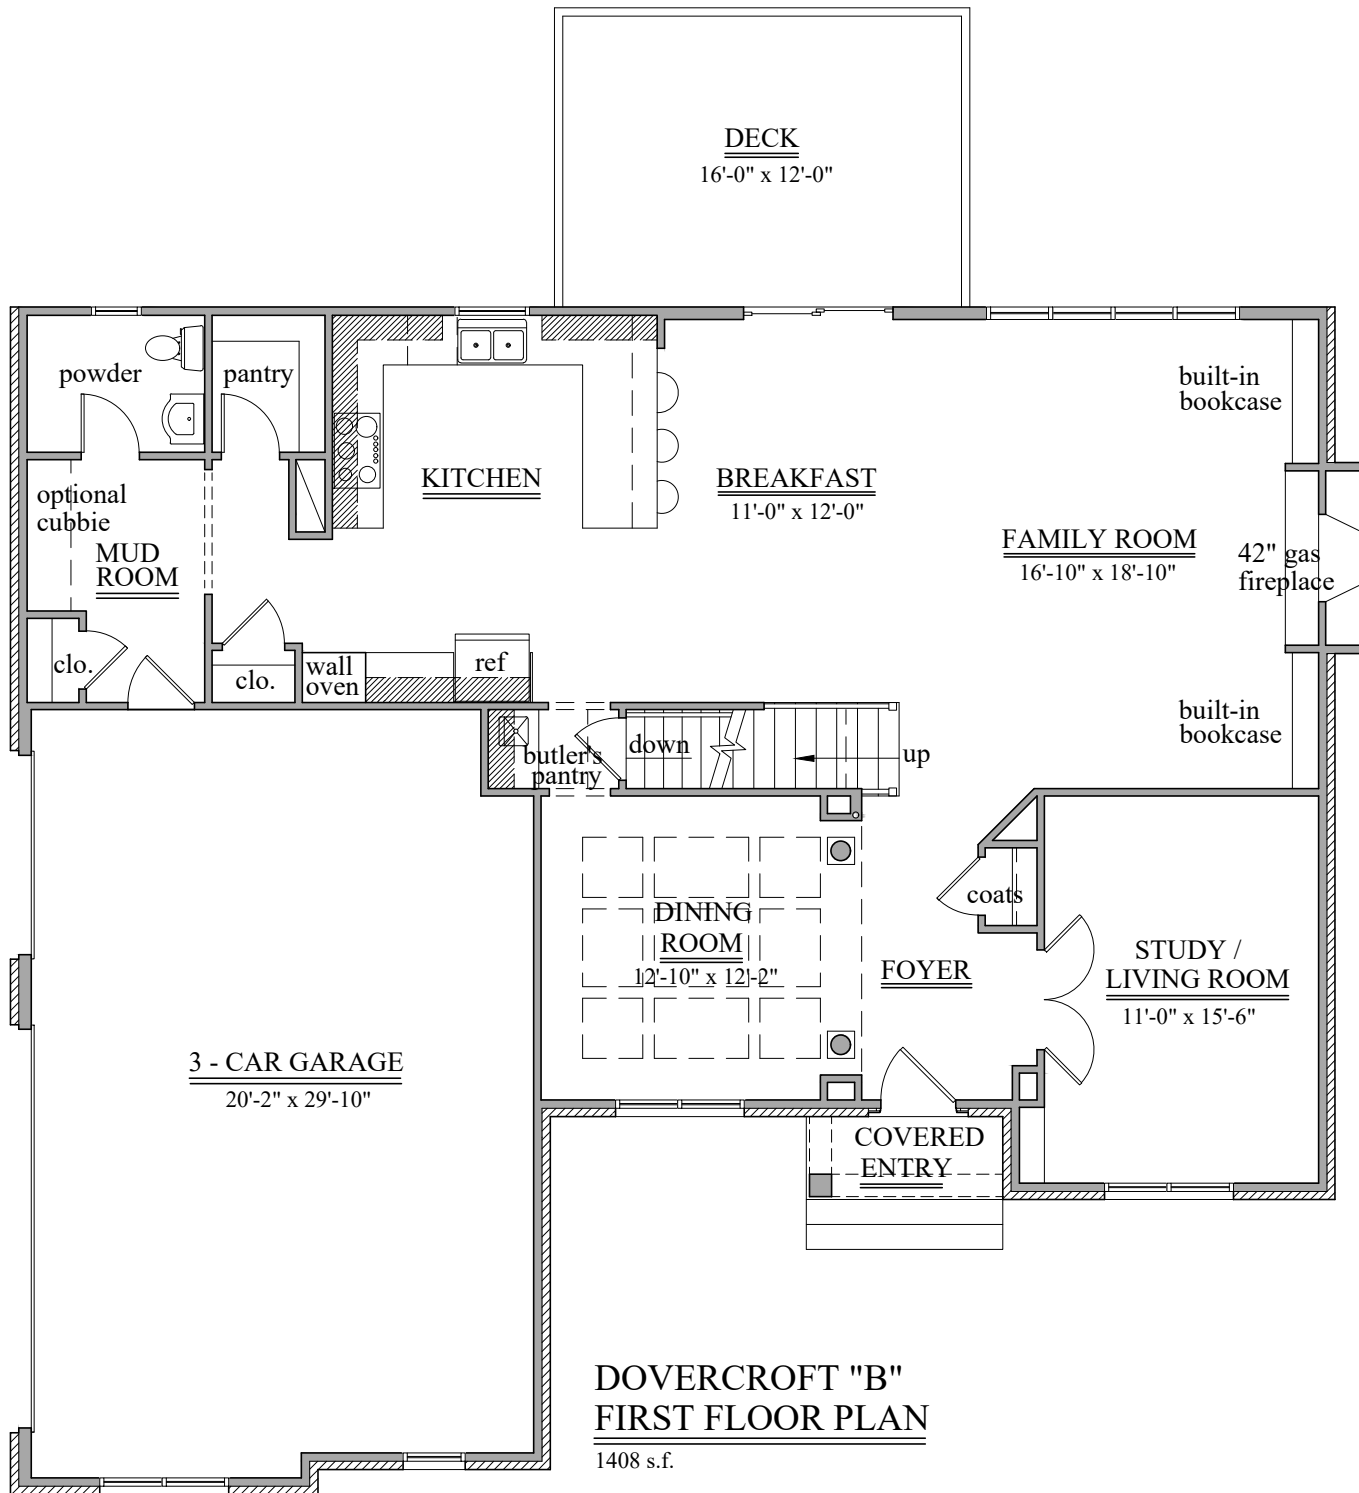 DECK
16'-0" x 12'-0"
powder
pantry
built-in
bookcase
optional
cubbie
KITCHEN
BREAKFAST
11'-0" x 12'-0"
MUD
ROOM
FAMILY ROOM
16'-10" x 18'-10"
42" gas
fireplace
clo.
clo.
wall
oven
ref
built-in
bookcase
butler's
pantry
down
up
coats
DINING
ROOM
12'-10" x 12'-2"
FOYER
STUDY /
LIVING ROOM
11'-0" x 15'-6"
3 - CAR GARAGE
20'-2" x 29'-10"
COVERED
ENTRY
DOVERCROFT "B"
FIRST FLOOR PLAN
1408 s.f.